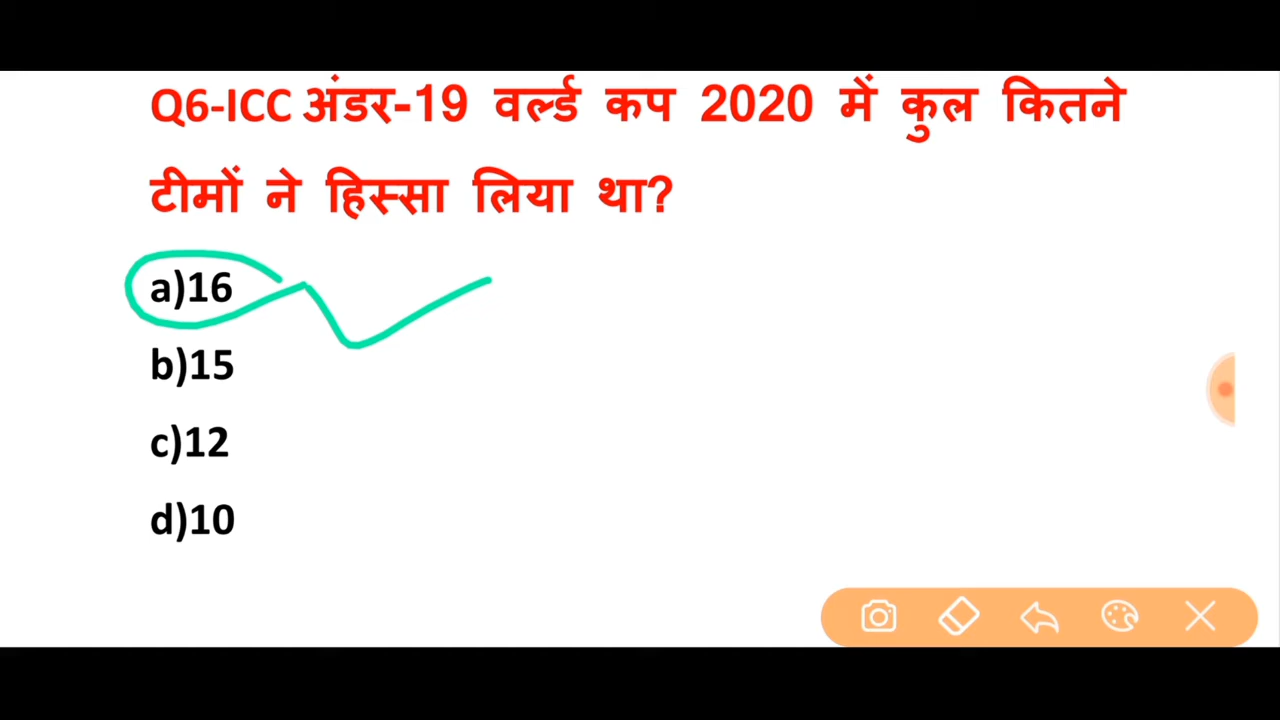 Q6-ICC अंडर-19 वर्ल्ड कप 2020 में कुल कितने
टीमों ने हिस्सा लिया था?
a)16
b)15
c)12
d)10